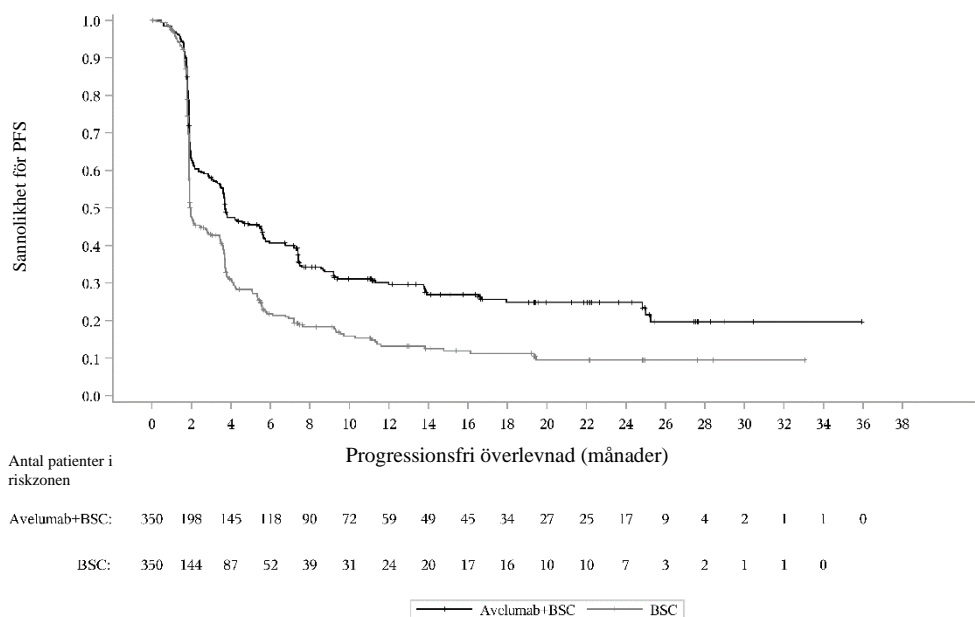 Sannolikhet för PFS
1.0
0.9
0.8
0.7
0.6
0.5
0.4
0.3
0.2
0.1
0.0
0 2 4 6 8 10 12 14 16 18 20 22 24 26 28 30 32 34 36 38
Progressionsfri överlevnad (månader)
Antal patienter i
riskzonen
Avelumab+BSC: 350 198 145 118 90 72 59 49 45 34 27 25 17 9 4 2 1 1 0
BSC: 350 144 87 52 39 31 24 20 17 16 10 10 7 3 2 1 1 0
Avelumab+BSC BSC